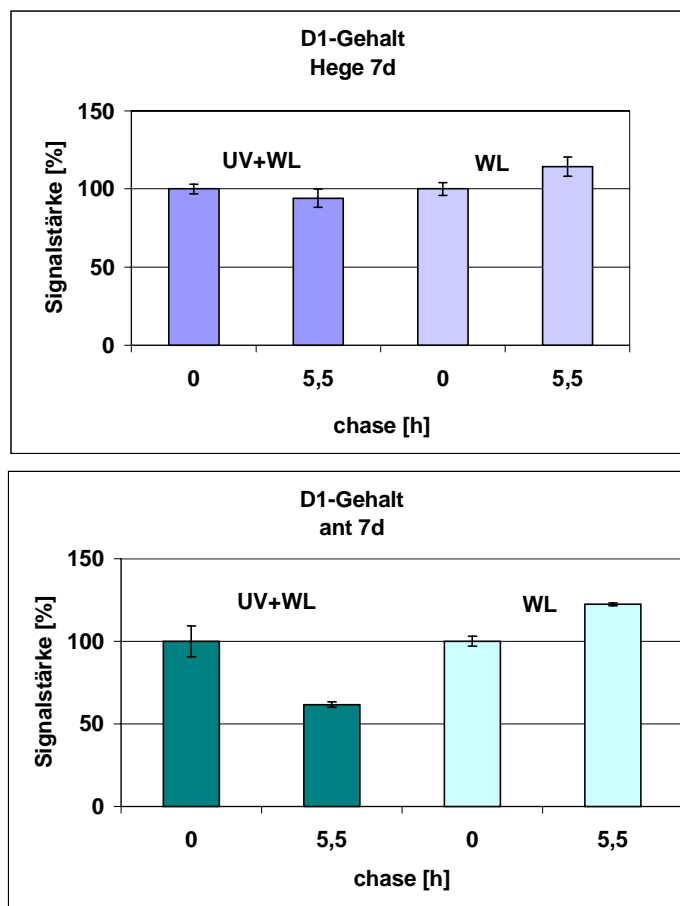 D1-Gehalt
Hege 7d
Signalstärke [%]
150
100
50
0
UV+WL
WL
0 5,5 0 5,5
chase [h]
D1-Gehalt
ant 7d
Signalstärke [%]
150
100
50
0
UV+WL
WL
0 5,5 0 5,5
chase [h]